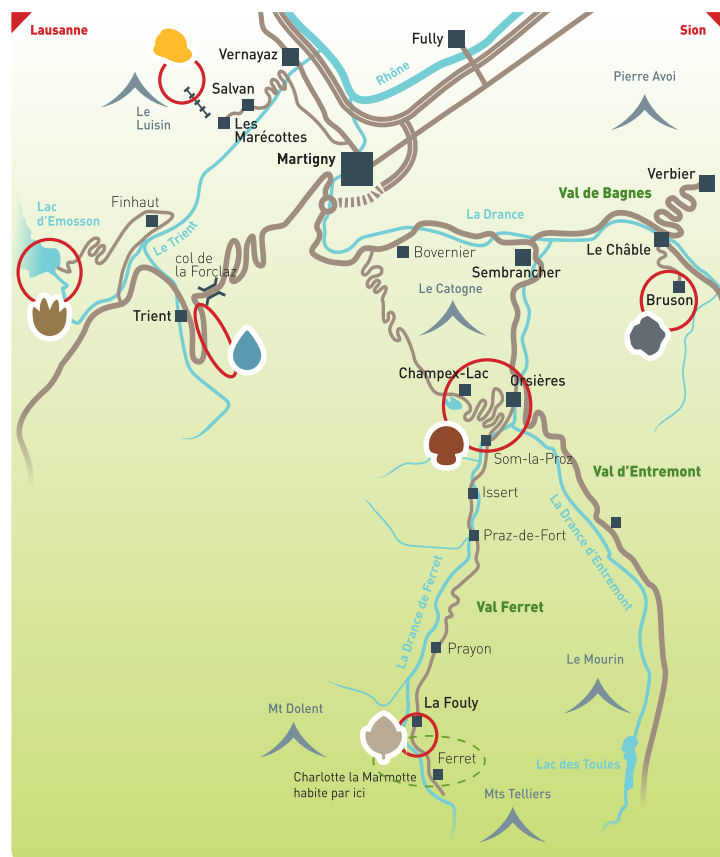 Lausanne
Sion
Fully
Vernayaz
Rhône
Pierre Avoi
Salvan
Le
Luisin
Les
Marécottes
Martigny
Verbier
Val de Bagnes
Finhaut
Lac
d'Emosson
La Drance
Le Trient
Le Châble
Bovernier
col de
la Forclaz
Sembrancher
Le Catogne
Bruson
Trient
Champex-Lac
Orsières
Som-la-Proz
Val d'Entremont
Issert
La Drance d'Entremont
Praz-de-Fort
La Drance de Ferret
Val Ferret
Prayon
Le Mourin
La Fouly
Mt Dolent
Ferret
Lac des Toules
Charlotte la Marmotte
habite par ici
Mts Telliers